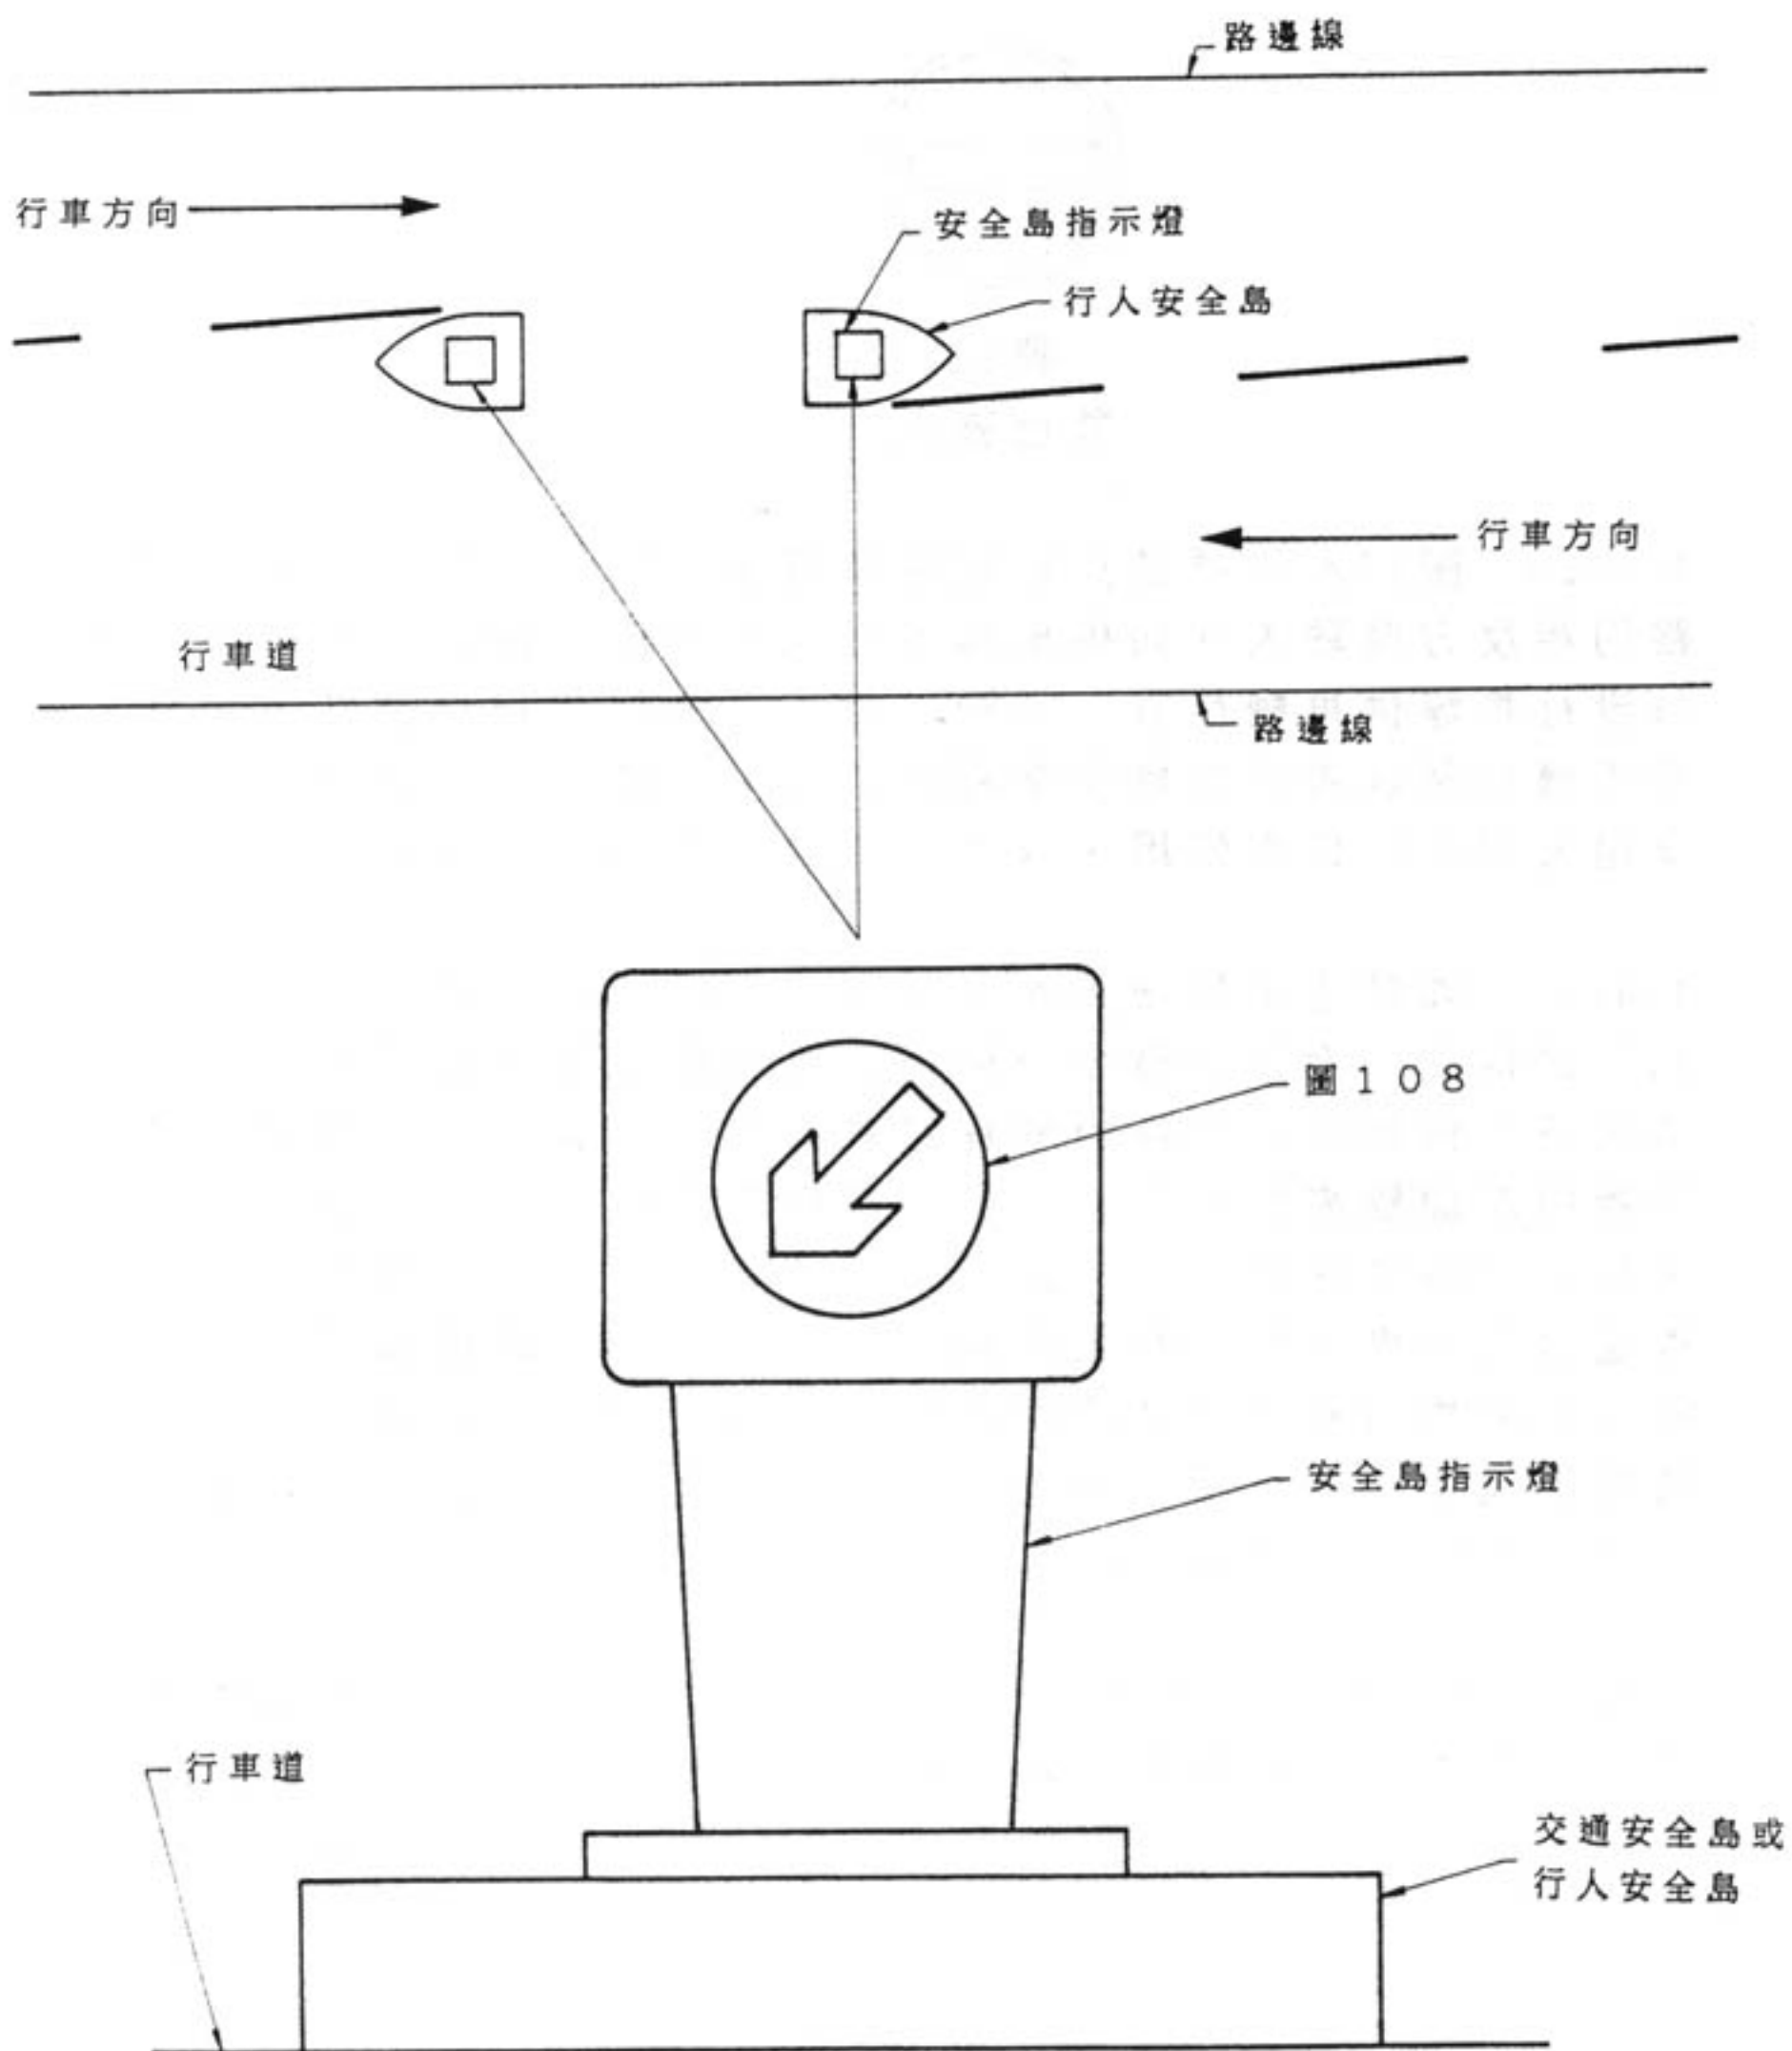 路邊線
行車方向
安全島指示燈
行人安全島
行車方向
行車道
路邊線
圖108
安全島指示燈
行車道
交通安全島或
行人安全島